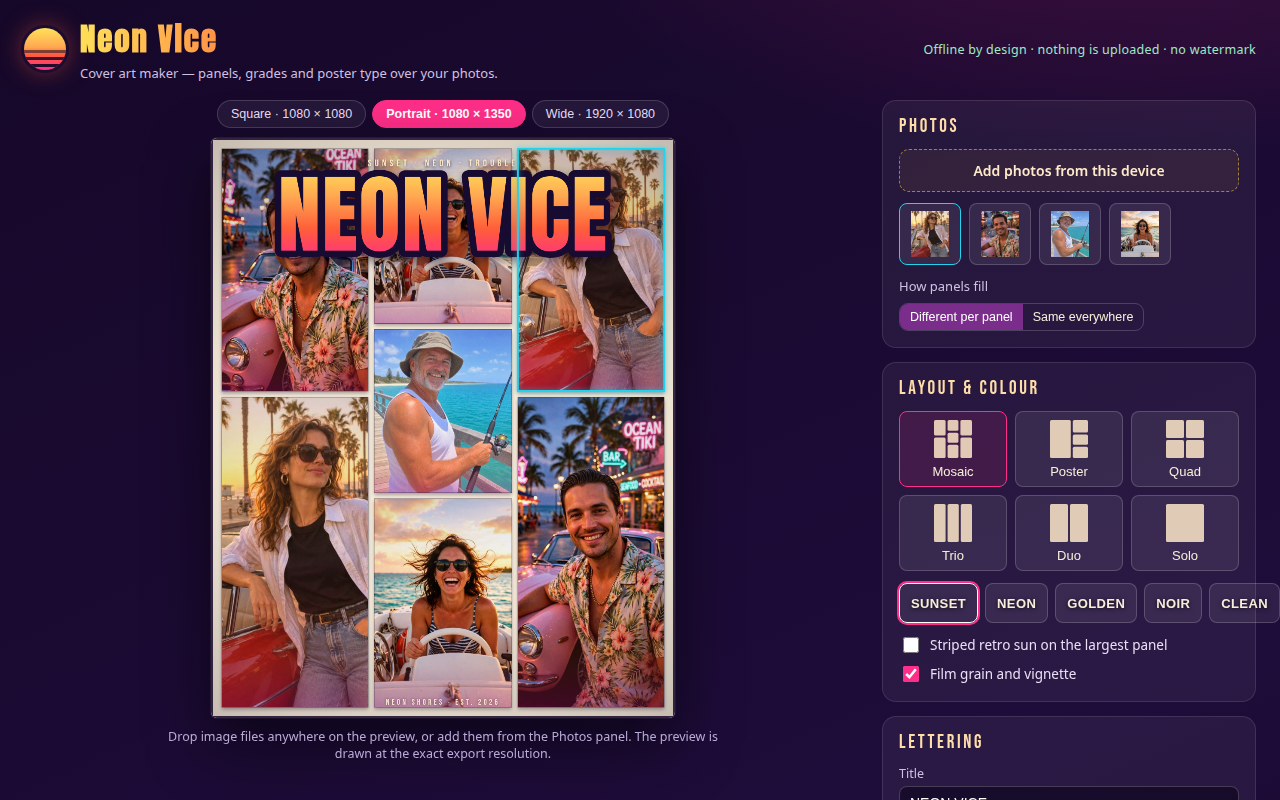 Neon Vice
Cover art maker — panels, grades and poster type over your photos.
Offline by design · nothing is uploaded · no watermark
Square · 1080 × 1080
Portrait · 1080 × 1350
Wide · 1920 × 1080
OCEAN
TIKI
SUNSET · NEON · TROUBLE
NEON VICE
OCEAN
TIKI
BAR
SEAFOOD • COCKTAIL
NEON SHORES · EST. 2026
Drop image files anywhere on the preview, or add them from the Photos panel. The preview is
drawn at the exact export resolution.
PHOTOS
Add photos from this device
How panels fill
Different per panel
Same everywhere
LAYOUT & COLOUR
Mosaic
Poster
Quad
Trio
Duo
Solo
SUNSET
NEON
GOLDEN
NOIR
CLEAN
Striped retro sun on the largest panel
Film grain and vignette
LETTERING
Title
NEON VICE